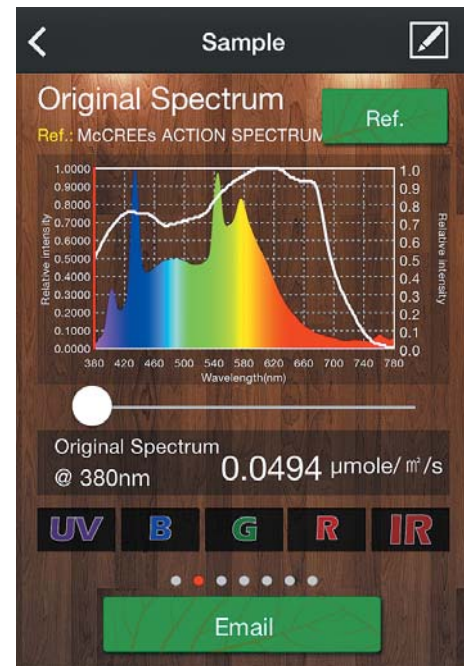 Sample
Original Spectrum
Ref.
Ref.: McCREEs ACTION SPECTRUM
1.0000
0.9000
0.8000
0.7000
0.6000
0.5000
0.4000
0.3000
0.2000
0.1000
0.0000
Relative intensity
1.0
0.9
0.8
0.7
0.6
0.5
0.4
0.3
0.2
0.1
0.0
Relative intensity
380 420 460 500 540 580 620 660 700 740 780
Wavelength(nm)
Original Spectrum
@ 380nm
0.0494 μmole/㎡/s
UV B G R IR
Email